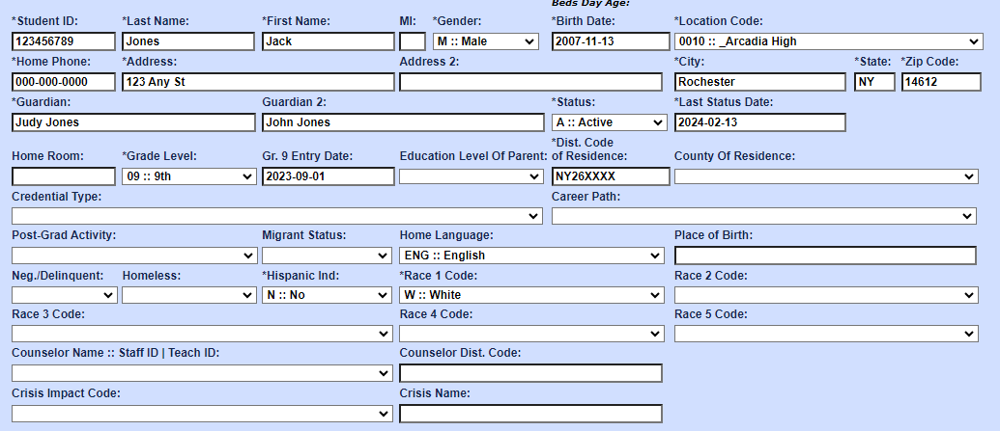 Beds Day Age:
*Student ID: *Last Name: *First Name: MI: *Gender: *Birth Date: *Location Code:
123456789 Jones Jack M :: Male 2007-11-13 0010 :: _Arcadia High
*Home Phone: *Address: Address 2: *City: *State: *Zip Code:
000-000-0000 123 Any St Rochester NY 14612
*Guardian: Guardian 2: *Status: *Last Status Date:
Judy Jones John Jones A :: Active 2024-02-13
*Dist. Code
Home Room: *Grade Level: Gr. 9 Entry Date: Education Level Of Parent: of Residence: County Of Residence:
09 :: 9th 2023-09-01 NY26XXXX
Credential Type: Career Path:
Post-Grad Activity: Migrant Status: Home Language: Place of Birth:
ENG :: English
Neg./Delinquent: Homeless: *Hispanic Ind: *Race 1 Code: Race 2 Code:
N :: No W :: White
Race 3 Code: Race 4 Code: Race 5 Code:
Counselor Name :: Staff ID | Teach ID: Counselor Dist. Code:
Crisis Impact Code: Crisis Name: